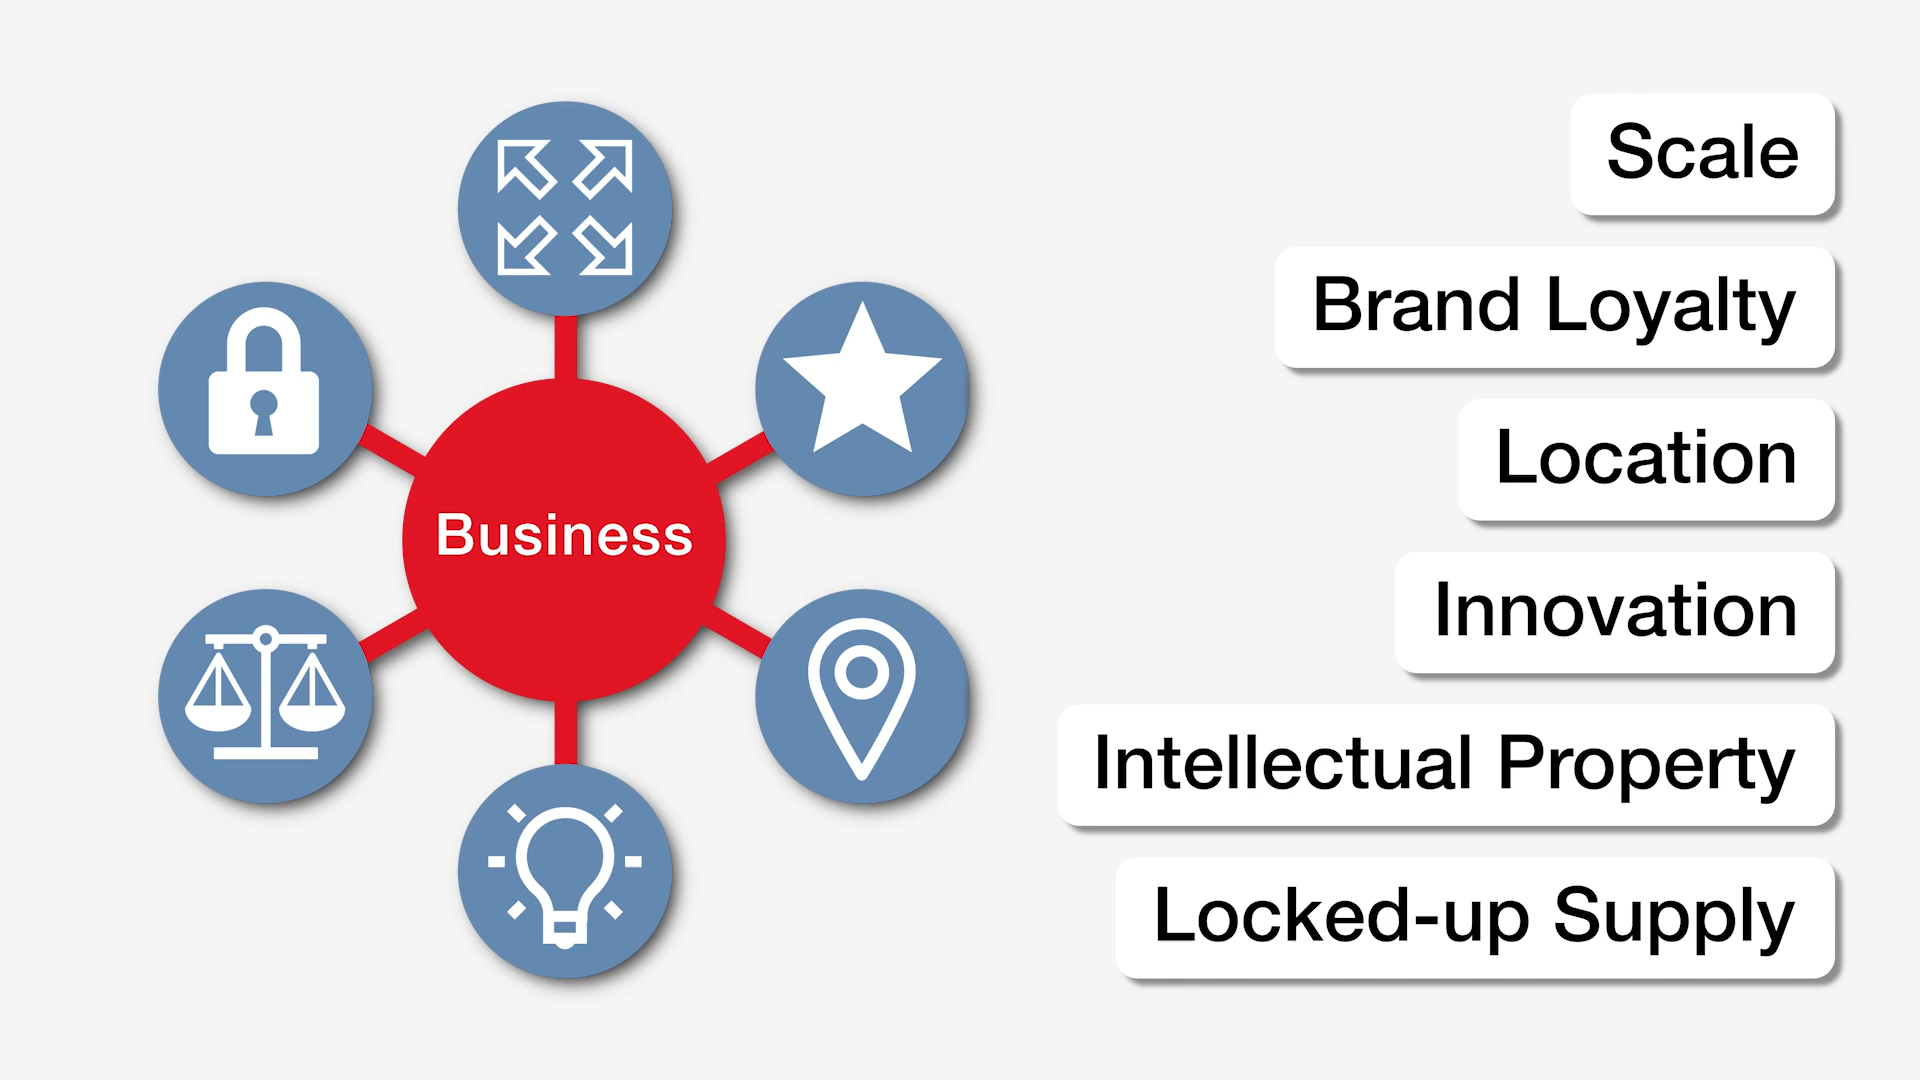 Business
Scale
Brand Loyalty
Location
Innovation
Intellectual Property
Locked-up Supply